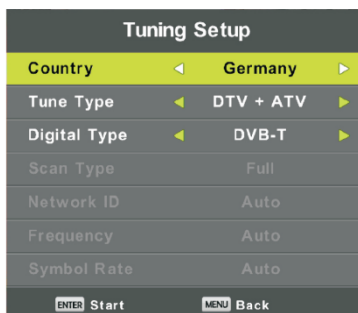 Tuning Setup
Country Germany
Tune Type DTV + ATV
Digital Type DVB-T
Scan Type Full
Network ID Auto
Frequency Auto
Symbol Rate Auto
ENTER Start MENU Back